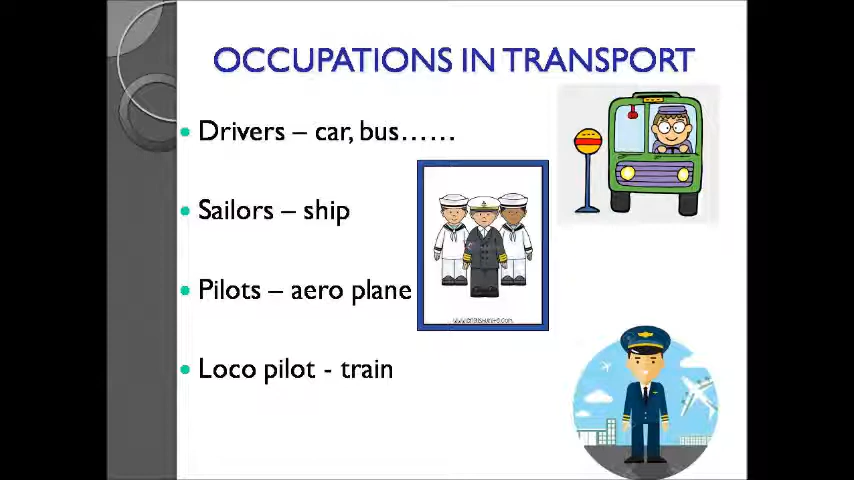 OCCUPATIONS IN TRANSPORT
Drivers – car, bus……
Sailors – ship
Pilots – aero plane
Loco pilot - train